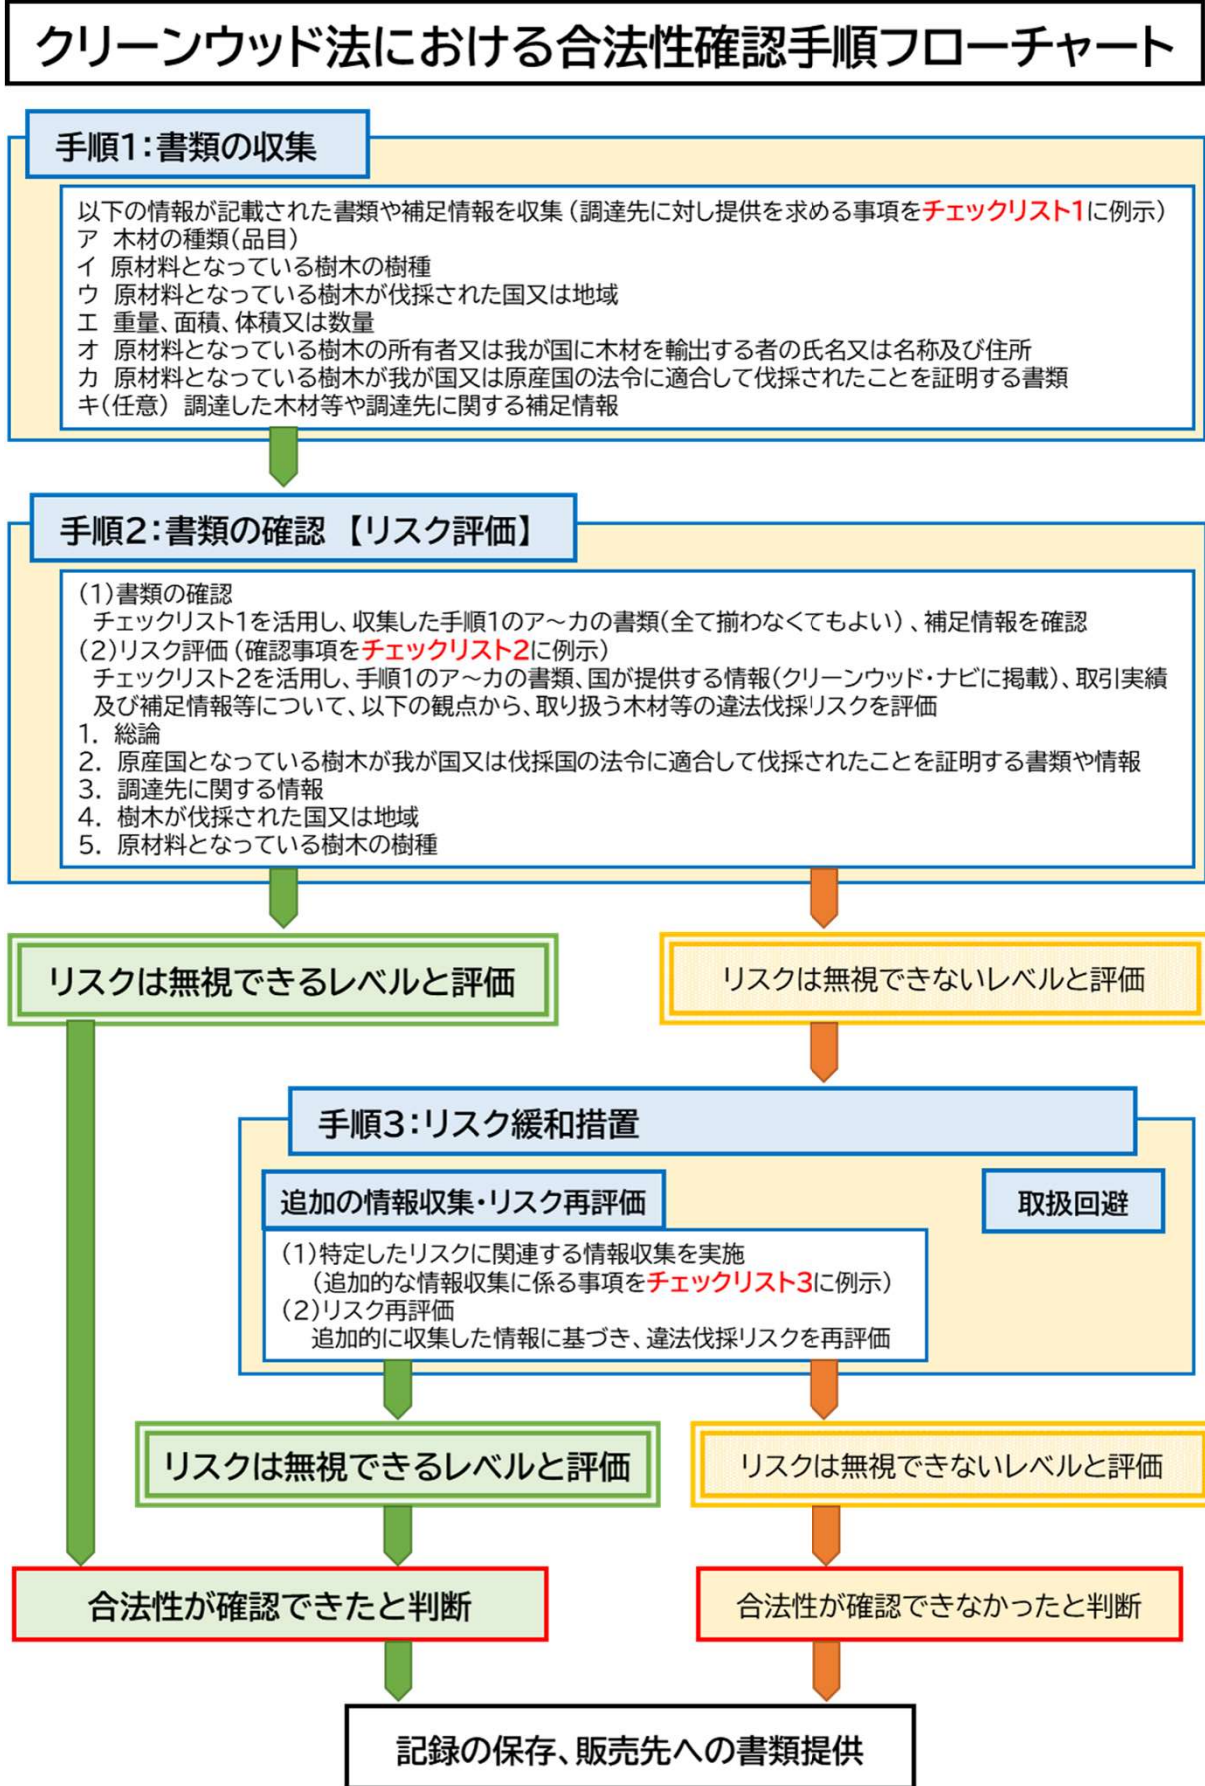 クリーンウッド法における合法性確認手順フローチャート
手順1：書類の収集
以下の情報が記載された書類や補足情報を収集（調達先に対し提供を求める事項をチェックリスト1に例示）
ア 木材の種類（品目）
イ 原材料となっている樹木の樹種
ウ 原材料となっている樹木が伐採された国又は地域
エ 重量、面積、体積又は数量
オ 原材料となっている樹木の所有者又は我が国に木材を輸出する者の氏名又は名称及び住所
カ 原材料となっている樹木が我が国又は原産国の法令に適合して伐採されたことを証明する書類
キ（任意） 調達した木材等や調達先に関する補足情報
手順2：書類の確認 【リスク評価】
（1）書類の確認
チェックリスト1を活用し、収集した手順1のア～カの書類（全て揃わなくてもよい）、補足情報を確認
（2）リスク評価（確認事項をチェックリスト2に例示）
チェックリスト2を活用し、手順1のア～カの書類、国が提供する情報（クリーンウッド・ナビに掲載）、取引実績
及び補足情報等について、以下の観点から、取り扱う木材等の違法伐採リスクを評価
1. 総論
2. 原産国となっている樹木が我が国又は伐採国の法令に適合して伐採されたことを証明する書類や情報
3. 調達先に関する情報
4. 樹木が伐採された国又は地域
5. 原材料となっている樹木の樹種
リスクは無視できるレベルと評価
リスクは無視できないレベルと評価
手順3：リスク緩和措置
追加の情報収集・リスク再評価
取扱回避
（1）特定したリスクに関連する情報収集を実施
（追加的な情報収集に係る事項をチェックリスト3に例示）
（2）リスク再評価
追加的に収集した情報に基づき、違法伐採リスクを再評価
リスクは無視できるレベルと評価
リスクは無視できないレベルと評価
合法性が確認できたと判断
合法性が確認できなかったと判断
記録の保存、販売先への書類提供